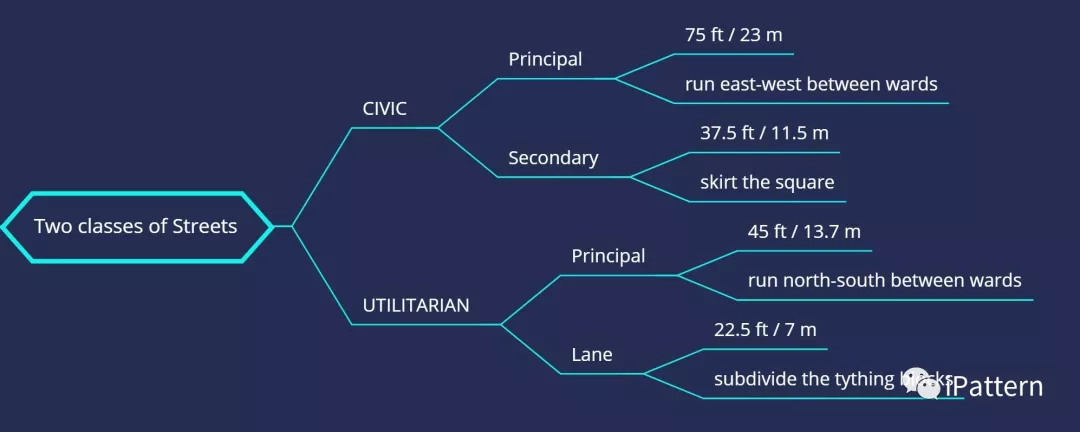 Two classes of Streets
CIVIC
Principal
75 ft / 23 m
run east-west between wards
Secondary
37.5 ft / 11.5 m
skirt the square
UTILITARIAN
Principal
45 ft / 13.7 m
run north-south between wards
Lane
22.5 ft / 7 m
subdivide the tything blocks
iPattern